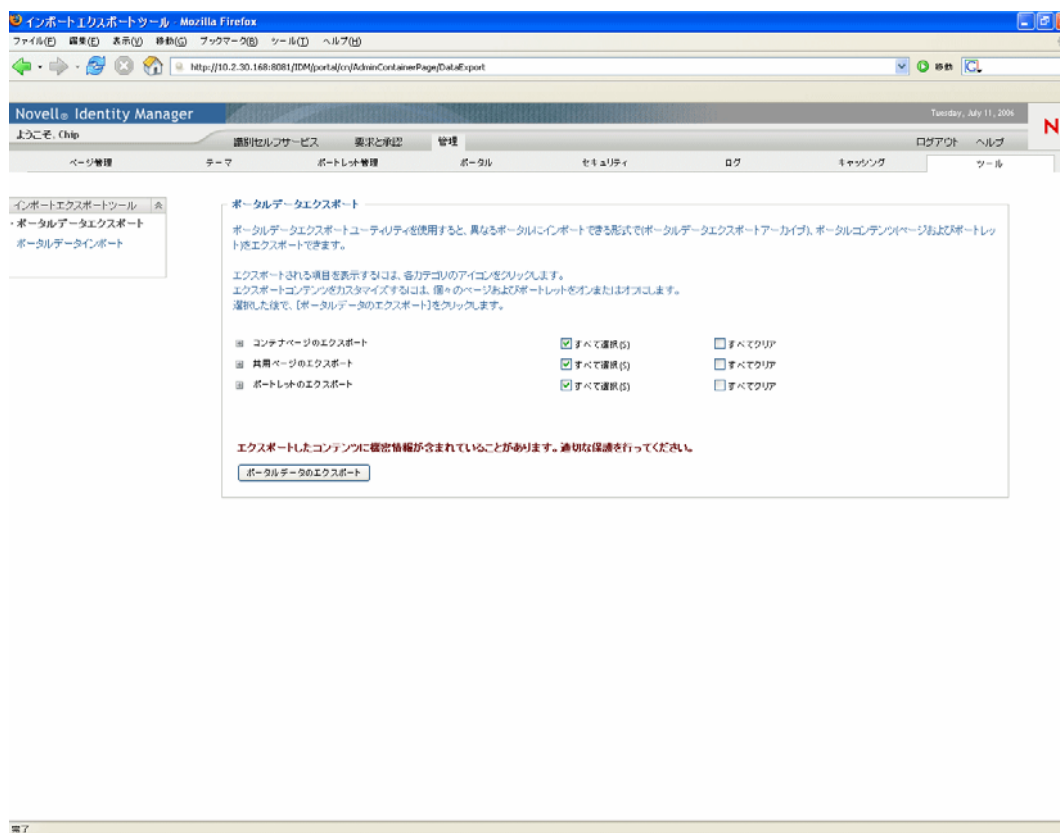 インポートエクスポートツール - Mozilla Firefox
ファイル(F) 編集(E) 表示(V) 移動(G) ブックマーク(B) ツール(T) ヘルプ(H)
http://10.2.30.168:8081/IDM/portal/cn/AdminContainerPage/DataExport 移動
Novell® Identity Manager Tuesday, July 11, 2006
N
ようこそ、Chip 識別セルフサービス 要求と承認 管理 ログアウト ヘルプ
ページ管理 テーマ ポートレット管理 ポータル セキュリティ ログ キャッシング ツール
インポートエクスポートツール
ポータルデータエクスポート
ポータルデータインポート
ポータルデータエクスポート
ポータルデータエクスポートユーティリティを使用すると、異なるポータルにインポートできる形式で(ポータルデータエクスポートアーカイブ)、ポータルコンテンツ(ページおよびポートレッ
ト)をエクスポートできます。
エクスポートされる項目を表示するには、各カテゴリのアイコンをクリックします。
エクスポートコンテンツをカスタマイズするには、個々のページおよびポートレットをオンまたはオフにします。
選択した後で、[ポータルデータのエクスポート]をクリックします。
コンテナページのエクスポート すべて選択(S) すべてクリア
共用ページのエクスポート すべて選択(S) すべてクリア
ポートレットのエクスポート すべて選択(S) すべてクリア
エクスポートしたコンテンツに機密情報が含まれていることがあります。適切な保護を行ってください。
ポータルデータのエクスポート
完了